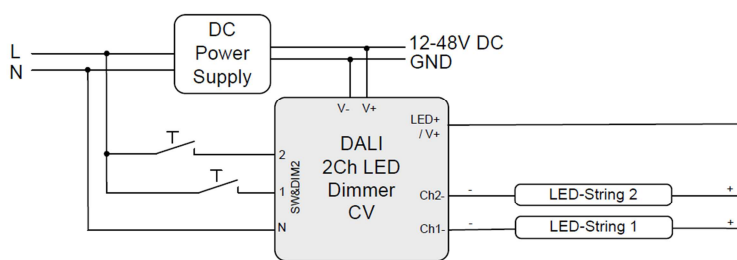 DC
Power
Supply
L
N
12-48V DC
GND
V- V+
LED+
/ V+
DALI
2Ch LED
Dimmer
CV
T
2
T
1
SW&DIM2
N
Ch2-
- LED-String 2 +
Ch1-
- LED-String 1 +